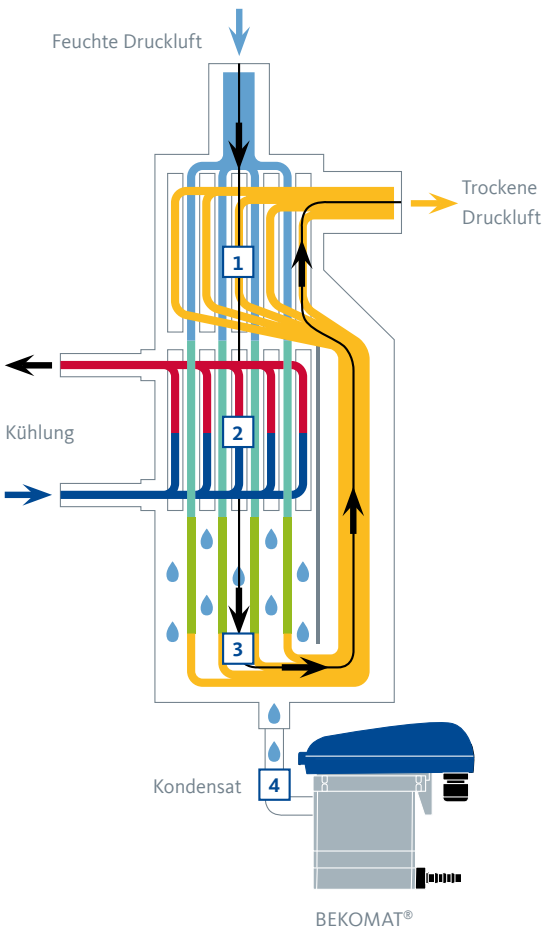 Feuchte Druckluft
Trockene
Druckluft
1
Kühlung
2
3
Kondensat
4
BEKOMAT®